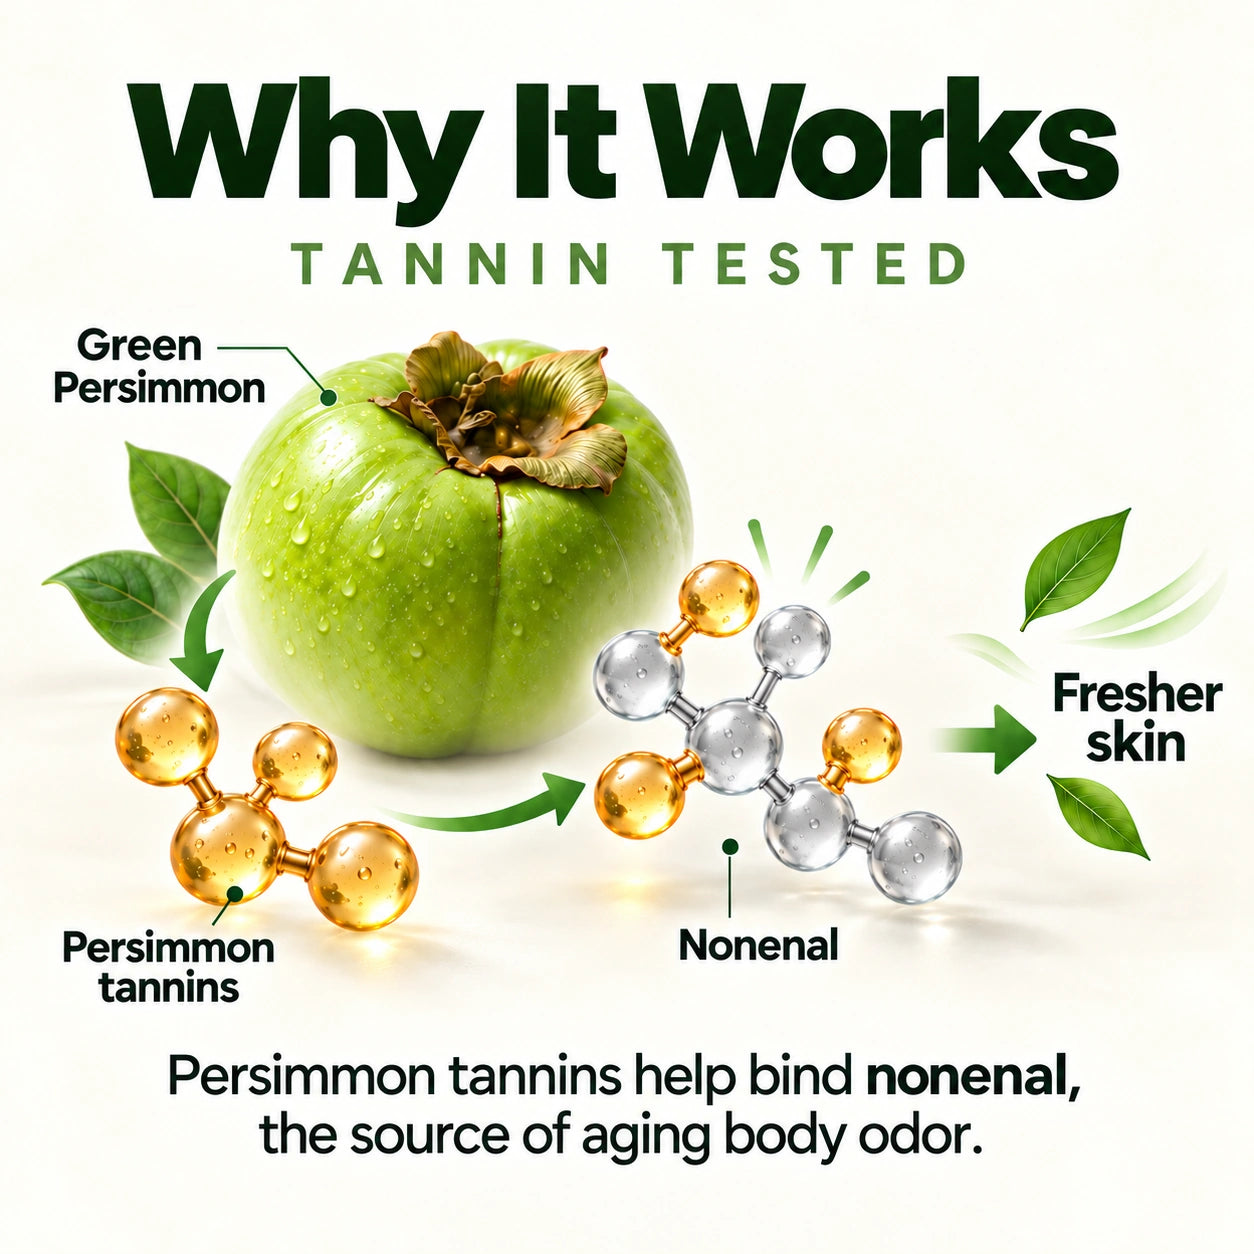 Why It Works
TANNIN TESTED
Green
Persimmon
Fresher
skin
Persimmon
tannins
Nonenal
Persimmon tannins help bind nonenal,
the source of aging body odor.